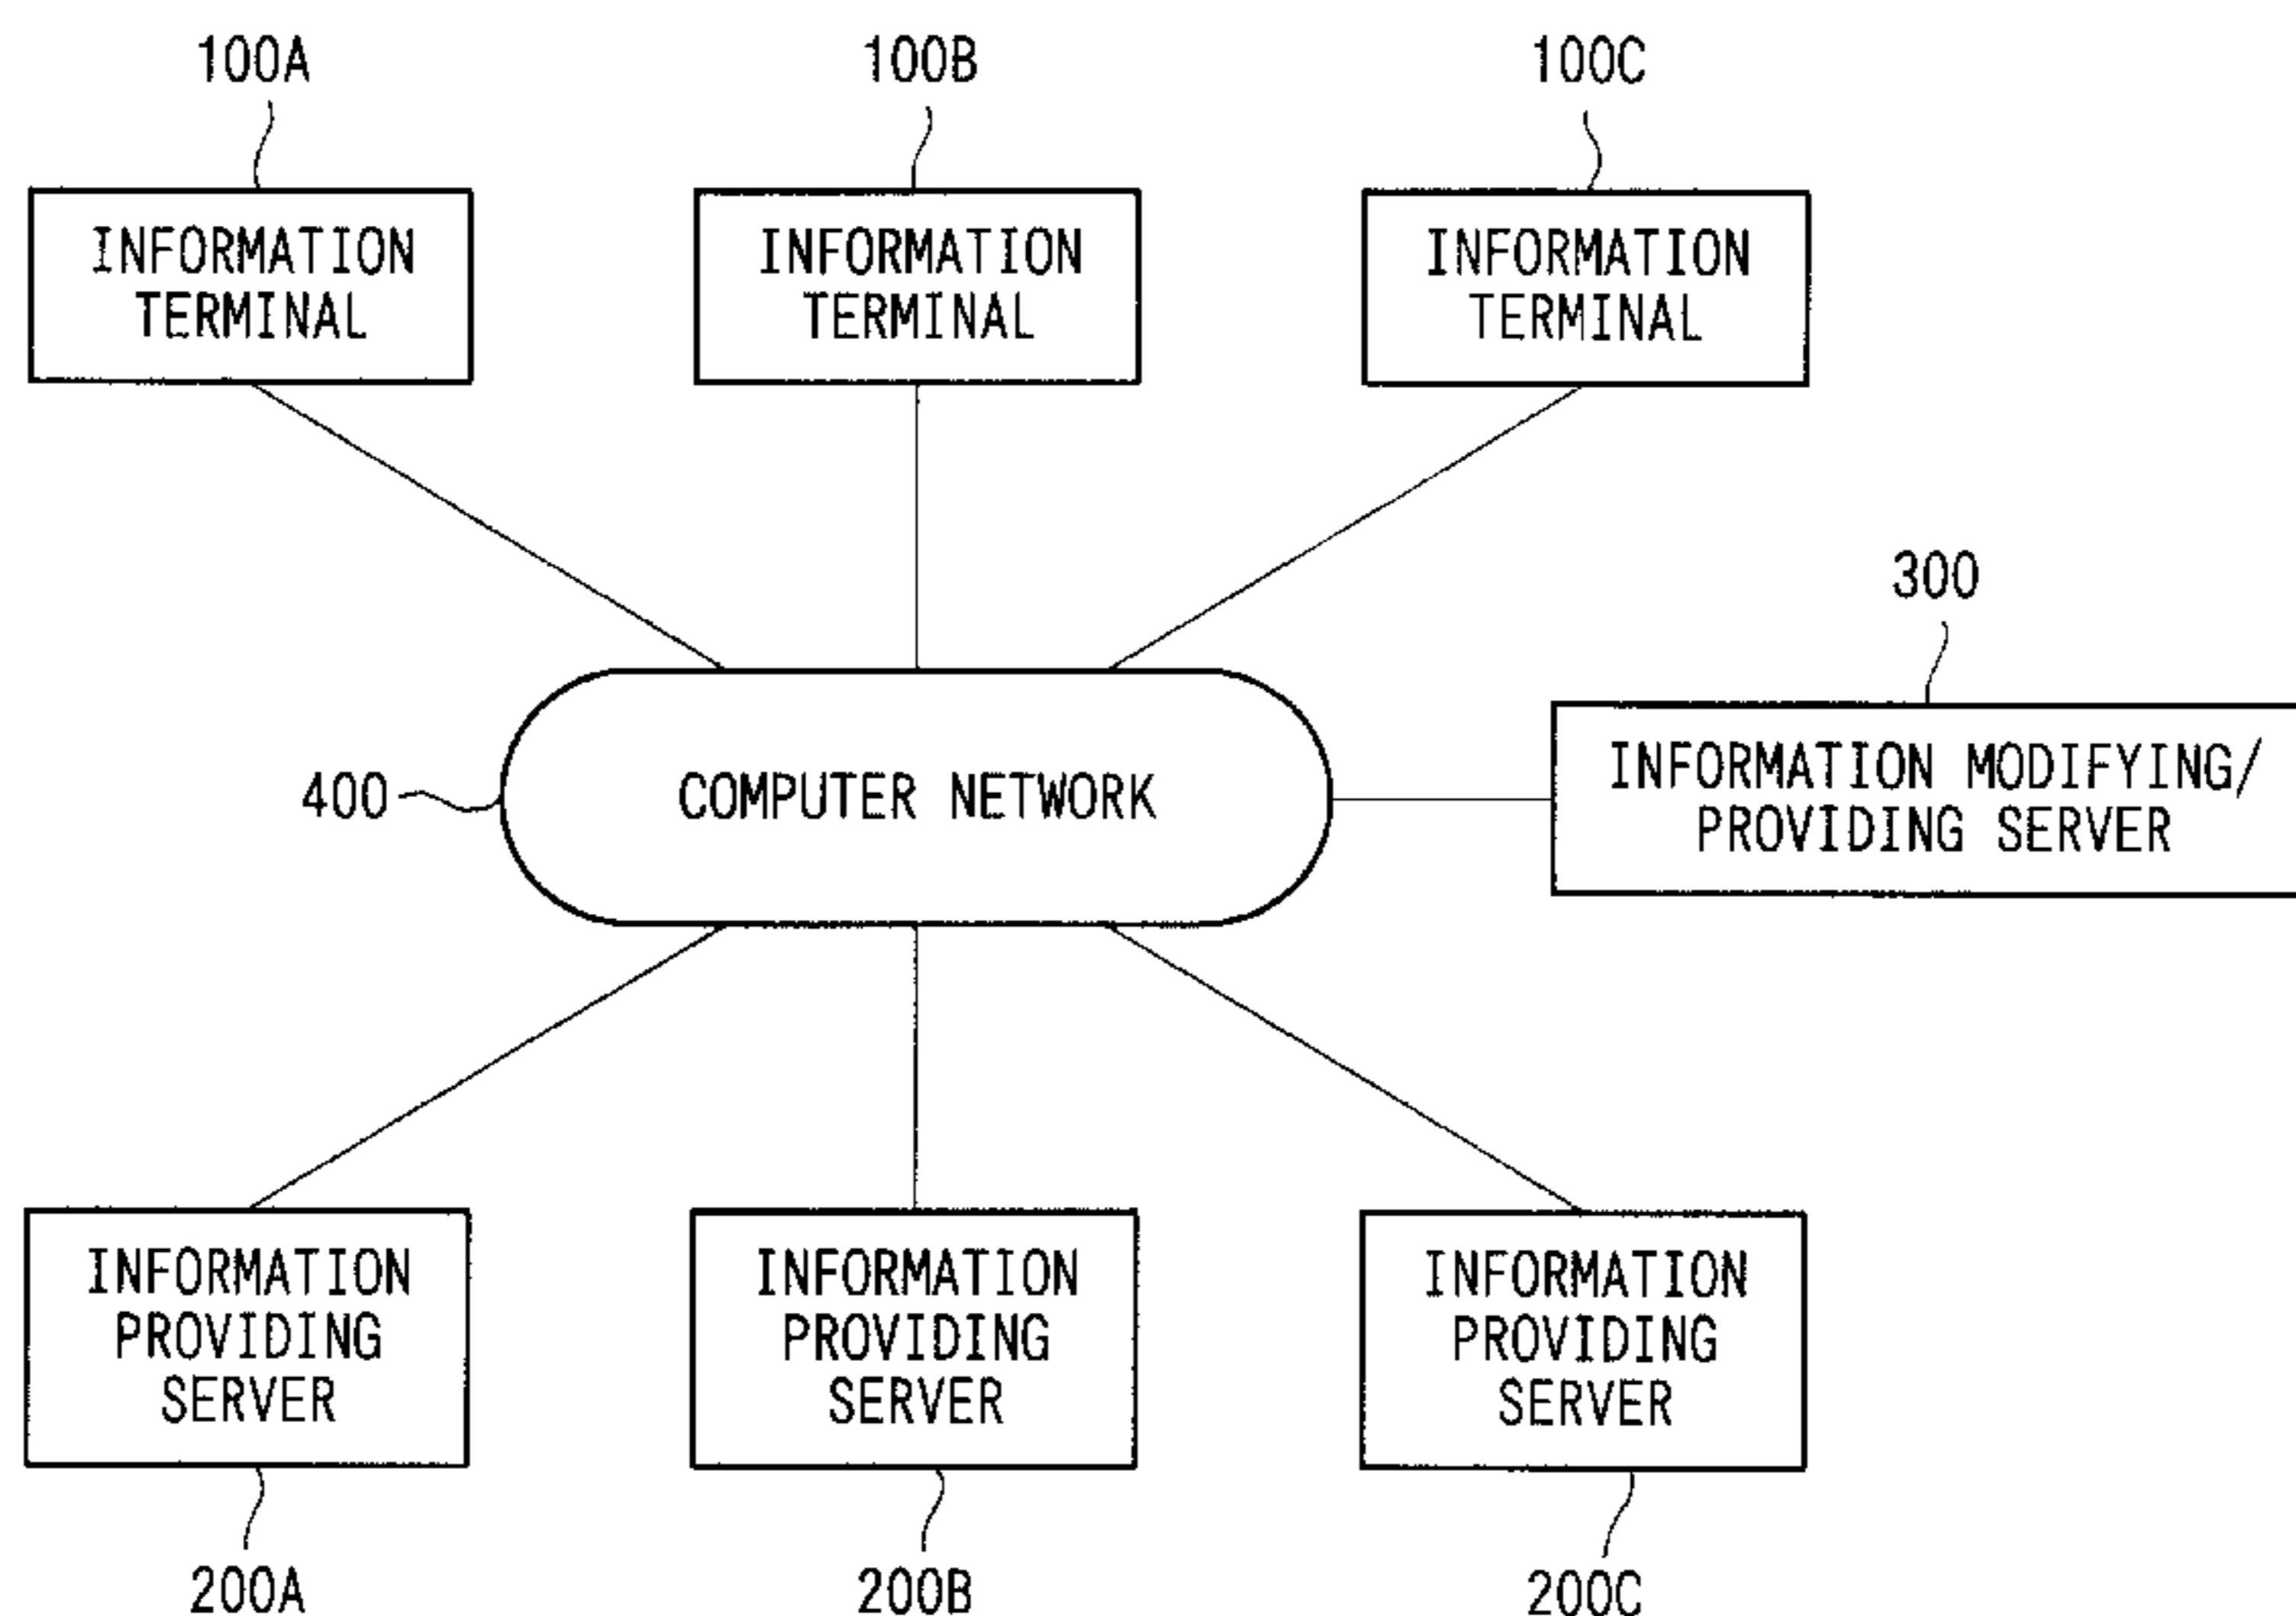 100A
100B
100C
INFORMATION
TERMINAL
INFORMATION
TERMINAL
INFORMATION
TERMINAL
300
INFORMATION MODIFYING/
PROVIDING SERVER
400
COMPUTER NETWORK
INFORMATION
PROVIDING
SERVER
INFORMATION
PROVIDING
SERVER
INFORMATION
PROVIDING
SERVER
200A
200B
200C